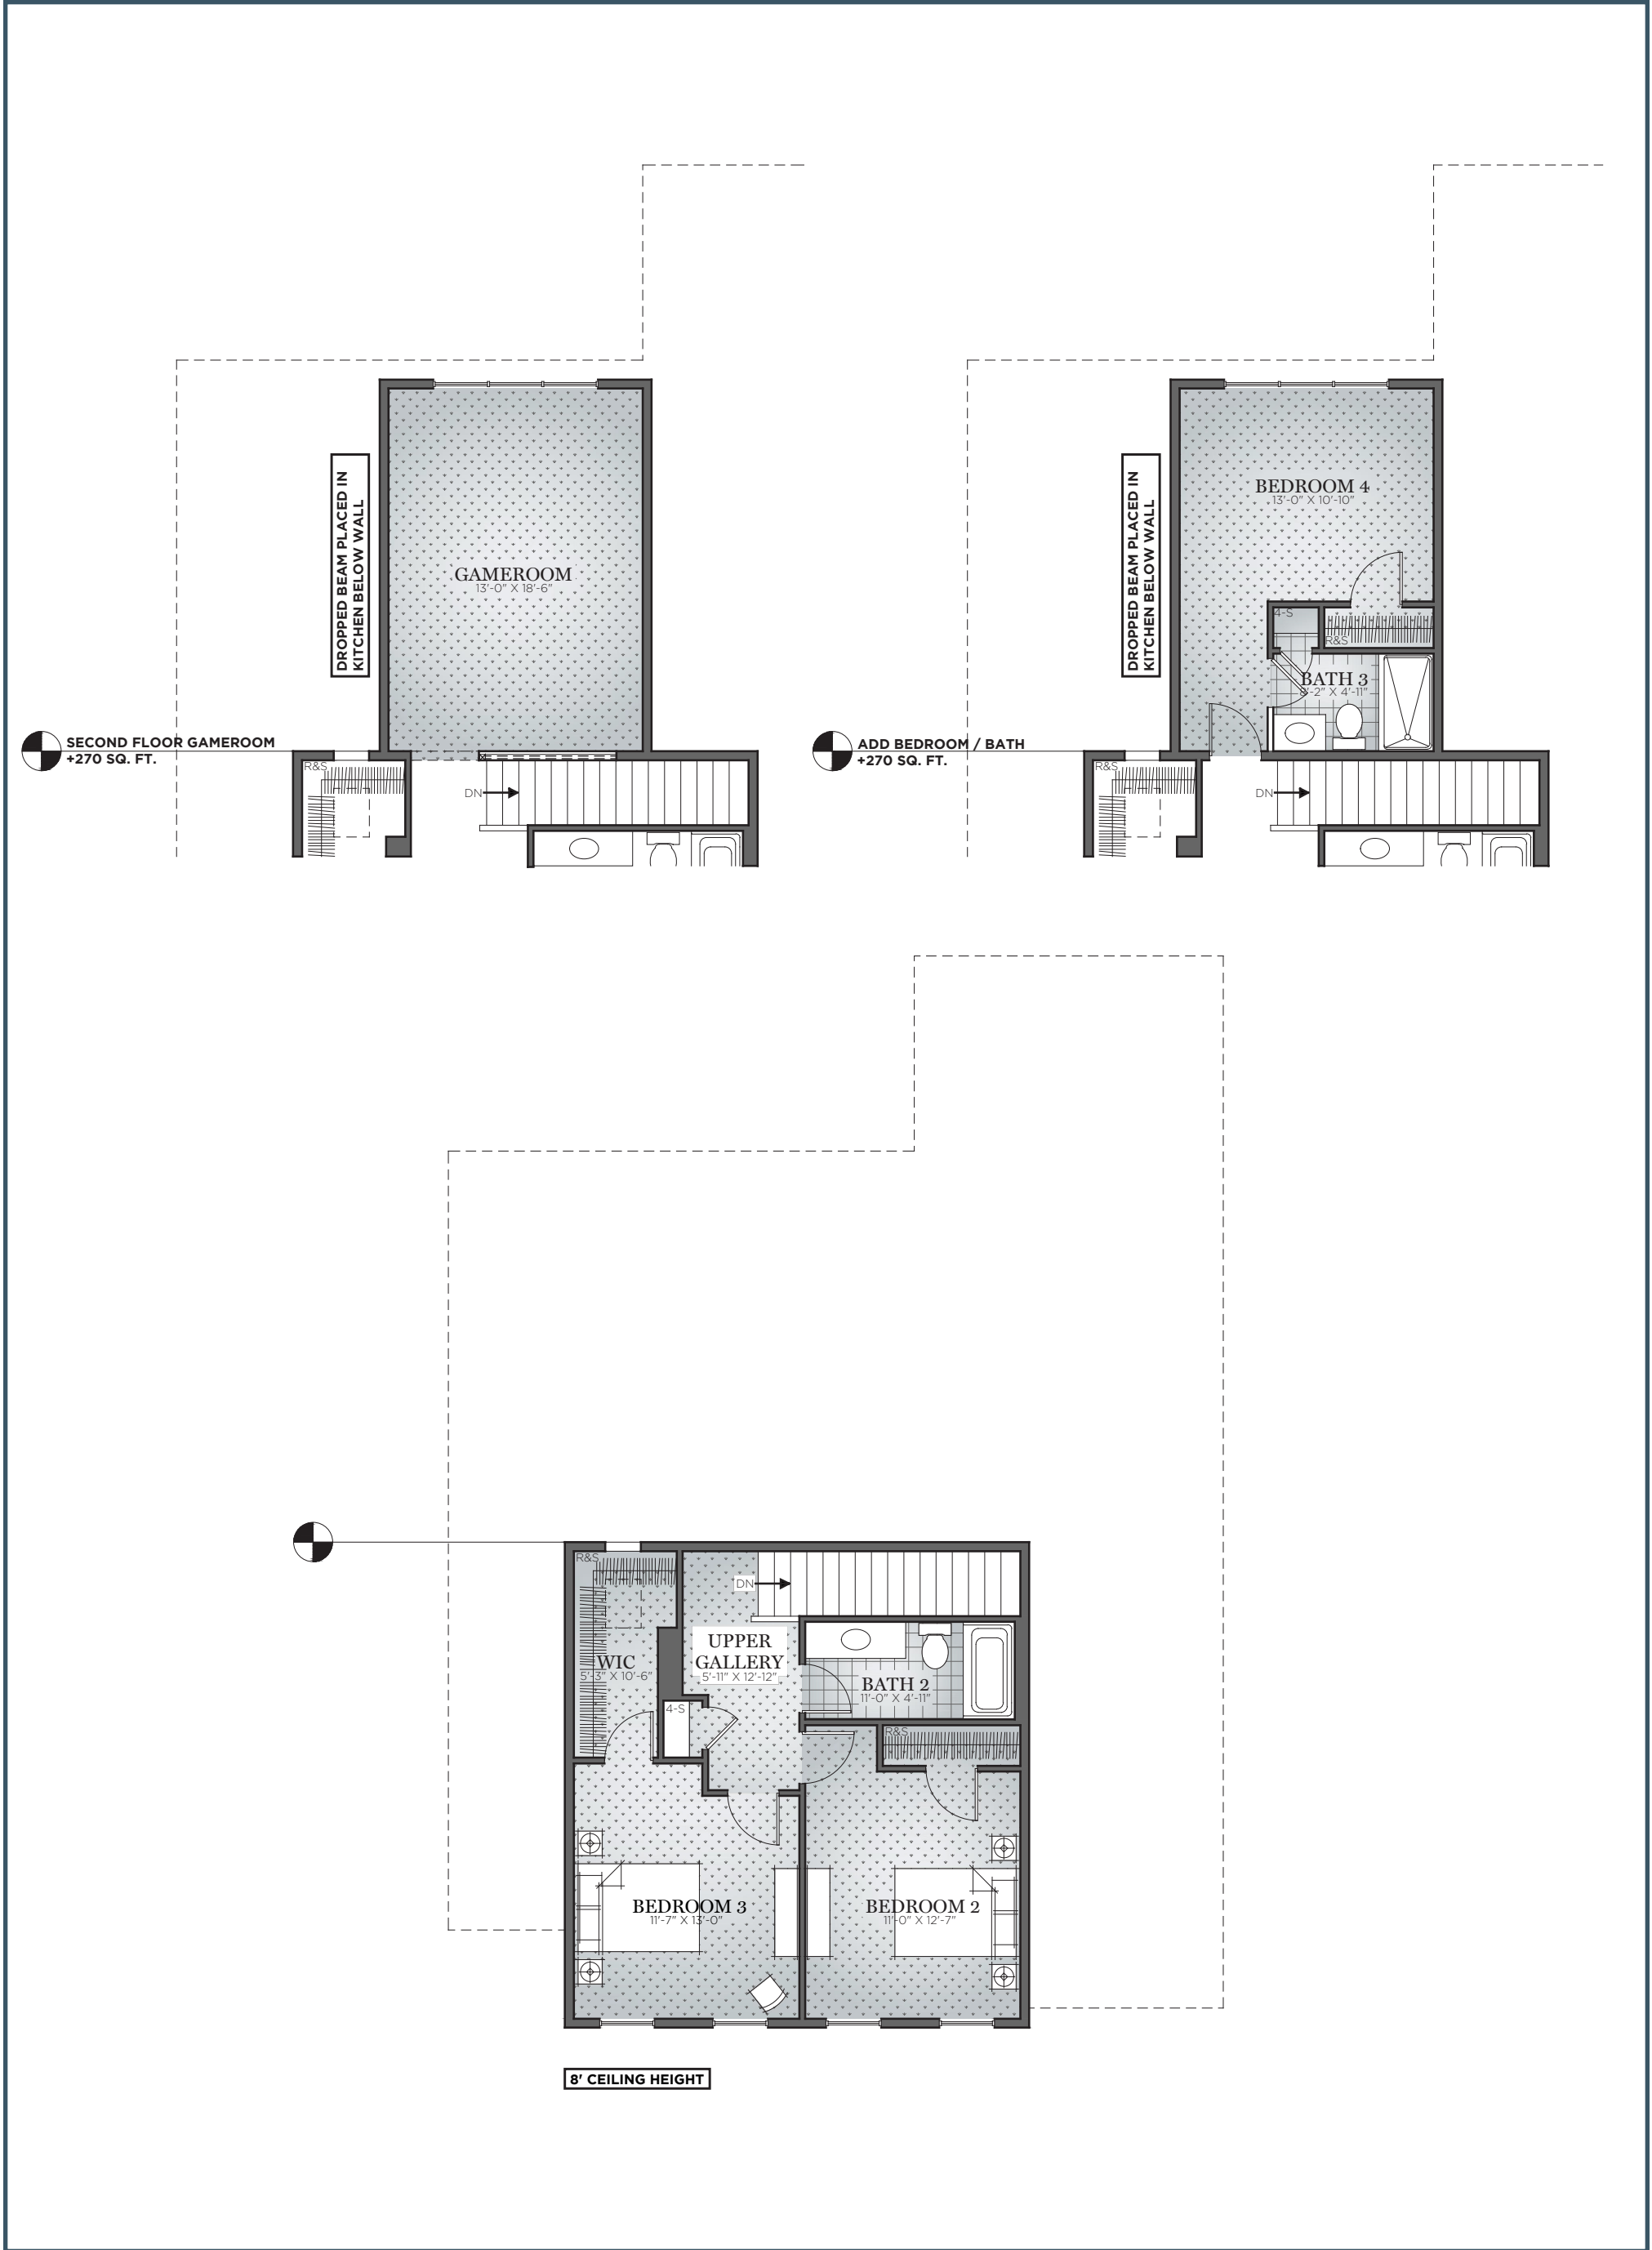 DROPPED BEAM PLACED IN
KITCHEN BELOW WALL
GAMEROOM
13'-0" X 18'-6"
SECOND FLOOR GAMEROOM
+270 SQ. FT.
R&S
DN
DROPPED BEAM PLACED IN
KITCHEN BELOW WALL
BEDROOM 4
13'-0" X 10'-10"
4-S
R&S
BATH 3
-2" X 4'-11"
ADD BEDROOM / BATH
+270 SQ. FT.
R&S
DN
R&S
DN
UPPER
GALLERY
5'-11" X 12'-12"
WIC
5'-3" X 10'-6"
BATH 2
11'-0" X 4'-11"
4-S
R&S
BEDROOM 3
11'-7" X 13'-0"
BEDROOM 2
11'-0" X 12'-7"
8' CEILING HEIGHT